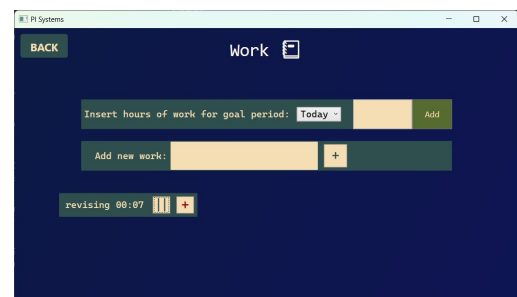 PI Systems
BACK
Work
Insert hours of work for goal period: Today Add
Add new work: +
revising 00:07 || +